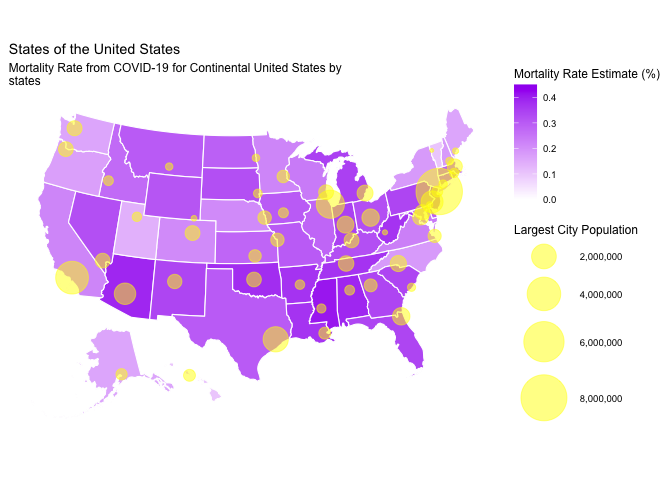 States of the United States
Mortality Rate from COVID-19 for Continental United States by
states
Mortality Rate Estimate (%)
0.4
0.3
0.2
0.1
0.0
Largest City Population
2,000,000
4,000,000
6,000,000
8,000,000